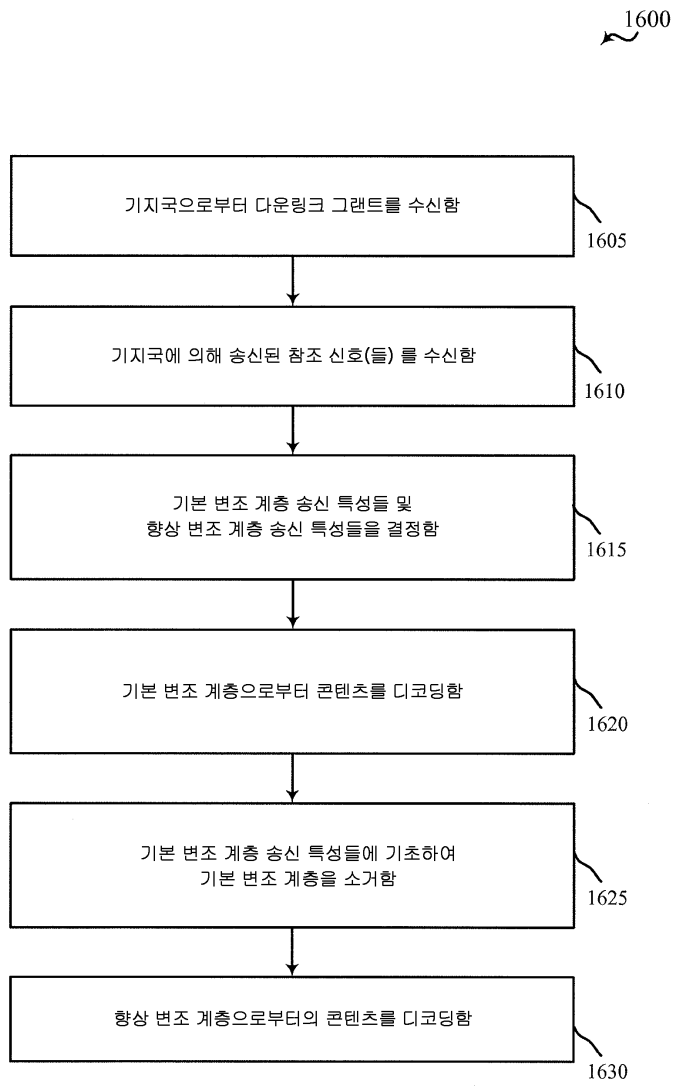 1600
기지국으로부터 다운링크 그랜트를 수신함
1605
기지국에 의해 송신된 참조 신호(들) 를 수신함
1610
기본 변조 계층 송신 특성들 및
향상 변조 계층 송신 특성들을 결정함
1615
기본 변조 계층으로부터 콘텐츠를 디코딩함
1620
기본 변조 계층 송신 특성들에 기초하여
기본 변조 계층을 소거함
1625
향상 변조 계층으로부터의 콘텐츠를 디코딩함
1630